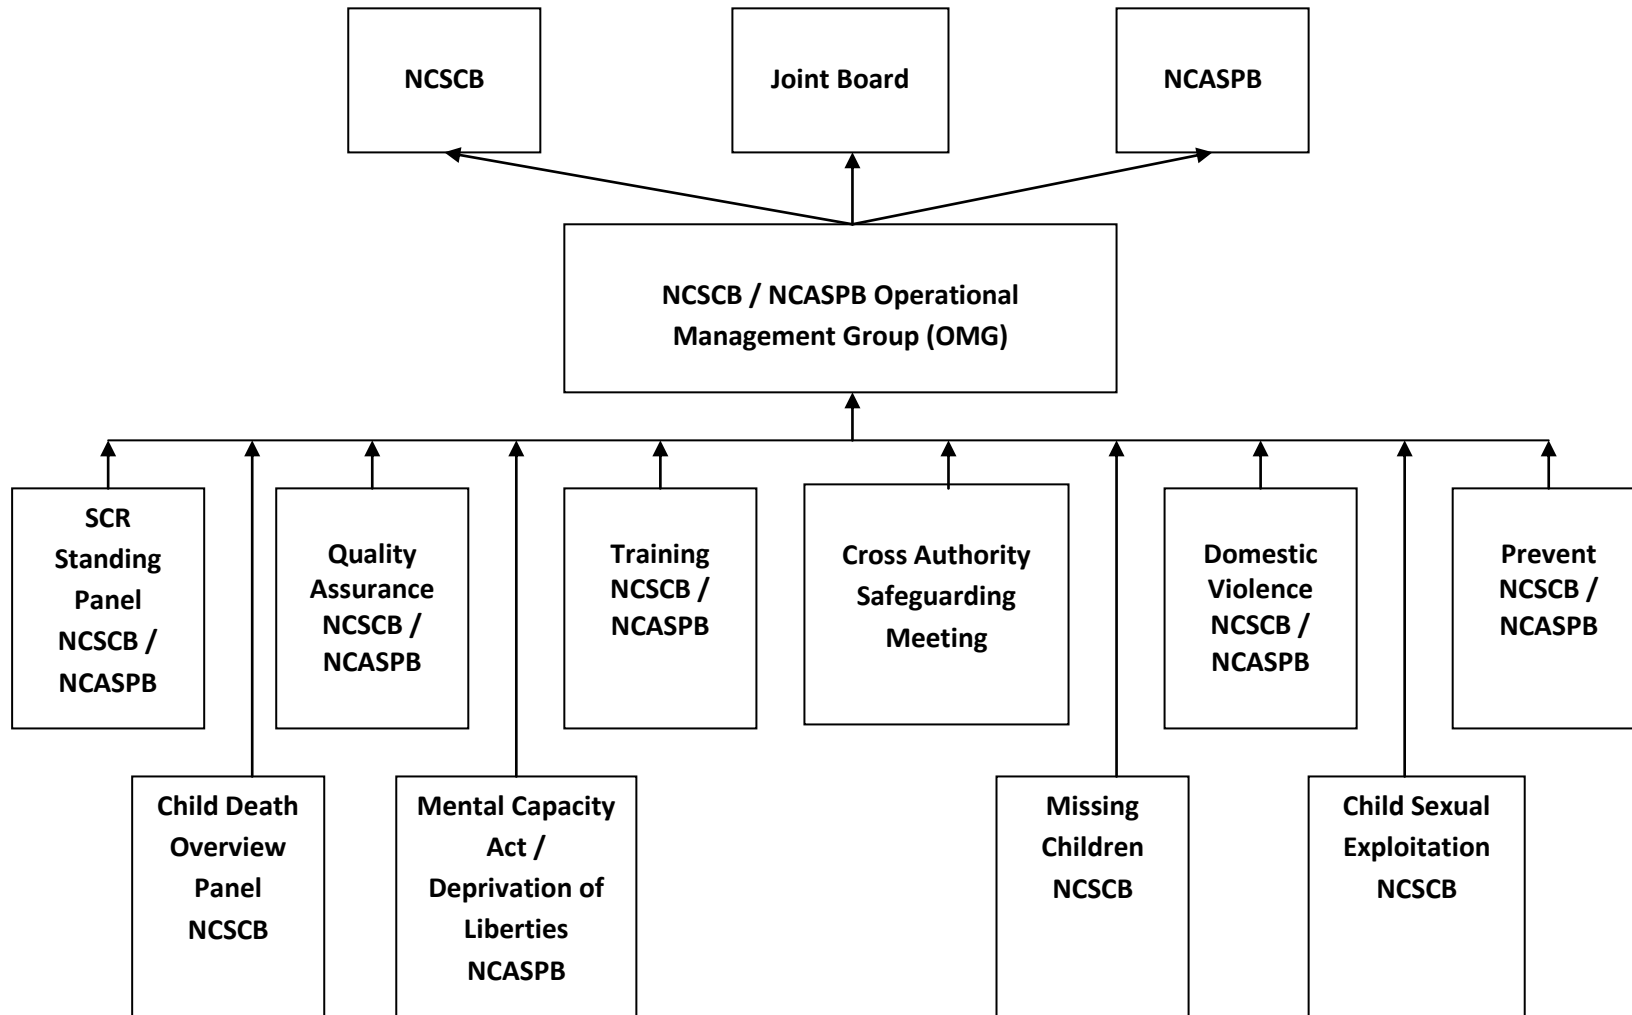 NCSCB
Joint Board
NCASPB
NCSCB / NCASPB Operational
Management Group (OMG)
SCR
Standing
Panel
NCSCB /
NCASPB
Quality
Assurance
NCSCB /
NCASPB
Training
NCSCB /
NCASPB
Cross Authority
Safeguarding
Meeting
Domestic
Violence
NCSCB /
NCASPB
Prevent
NCSCB /
NCASPB
Child Death
Overview
Panel
NCSCB
Mental Capacity
Act /
Deprivation of
Liberties
NCASPB
Missing
Children
NCSCB
Child Sexual
Exploitation
NCSCB